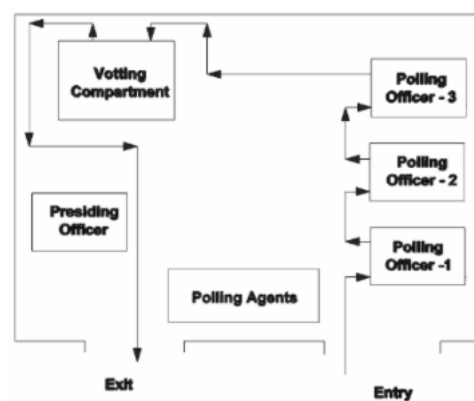 Votting
Compartment
Polling
Officer - 3
Polling
Officer - 2
Presiding
Officer
Polling
Officer -1
Polling Agents
Exit
Entry